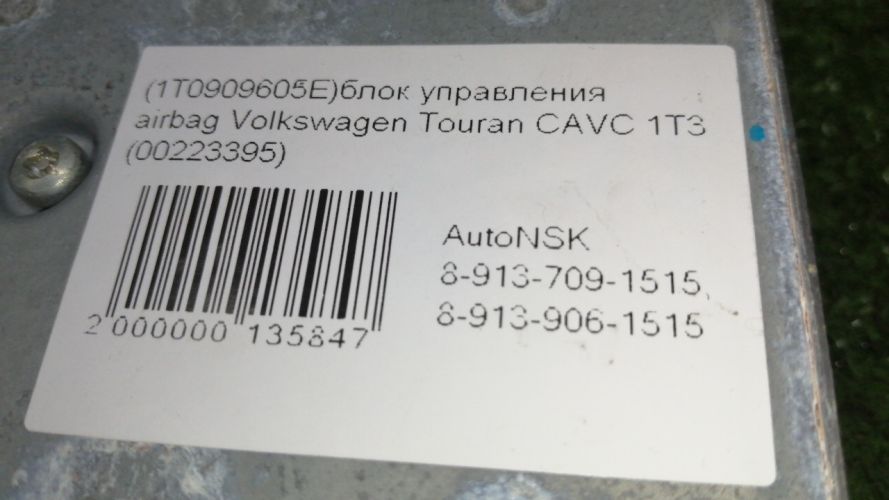 (1T0909605E)блок управления
airbag Volkswagen Touran CAVC 1T3
(00223395)
AutoNSK
8-913-709-1515,
8-913-906-1515
2 000000 135847